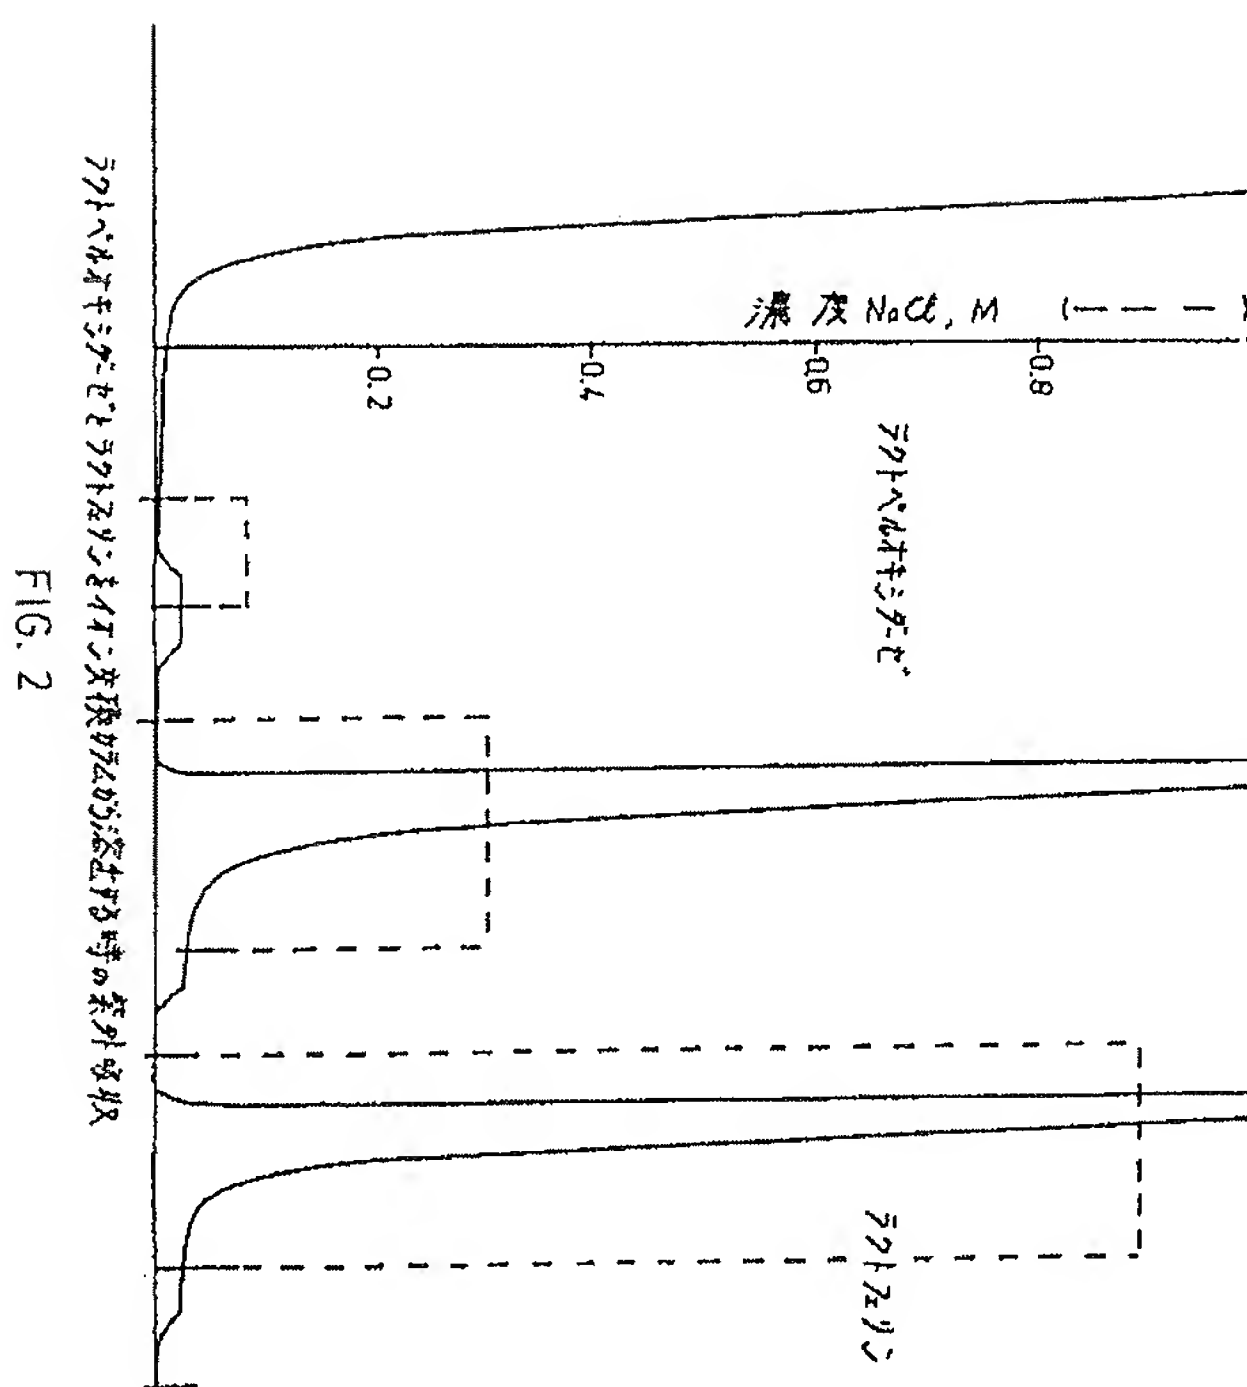 濃度 NaCl, M (— — —)
0.2
0.4
0.6
0.8
ラクトペルオキシダーゼ
ラクトフェリン
ラクトペルオキシダーゼとラクトフェリンをイオン交換カラムから溶出する時の紫外吸収
FIG. 2